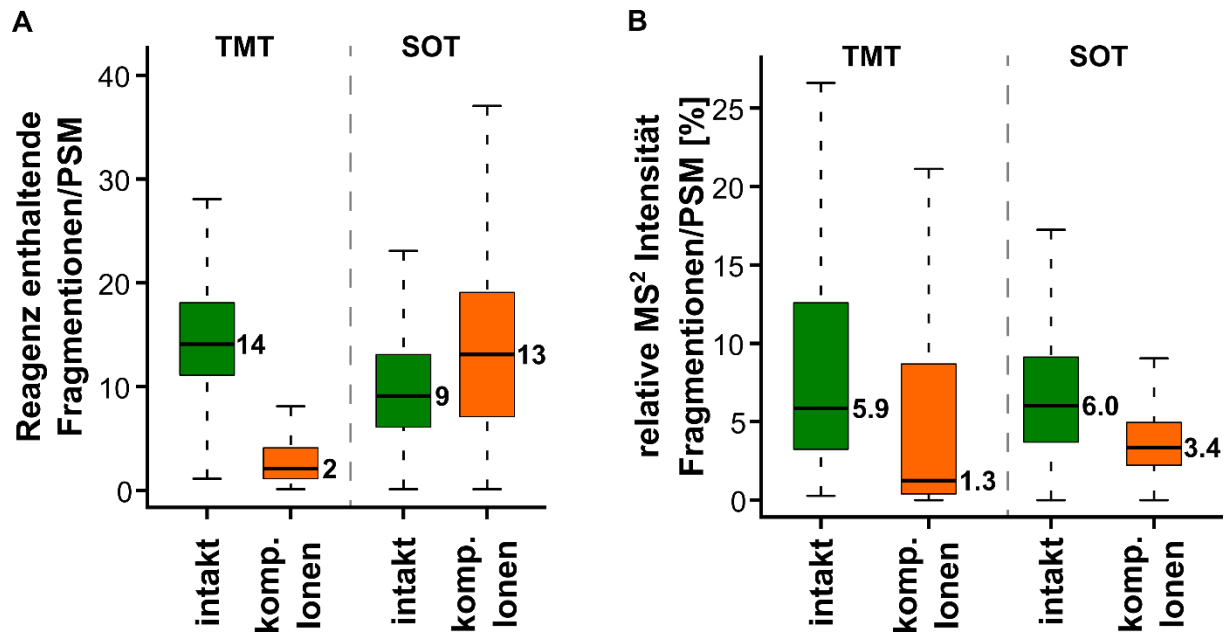 A
TMT
SOT
Reagenz enthaltende
Fragmentionen/PSM
40
30
20
10
0
14
2
9
13
intakt
komp.
Ionen
intakt
komp.
Ionen
B
TMT
SOT
relative MS² Intensität
Fragmentionen/PSM [%]
25
20
15
10
5
0
5.9
1.3
6.0
3.4
intakt
komp.
Ionen
intakt
komp.
Ionen